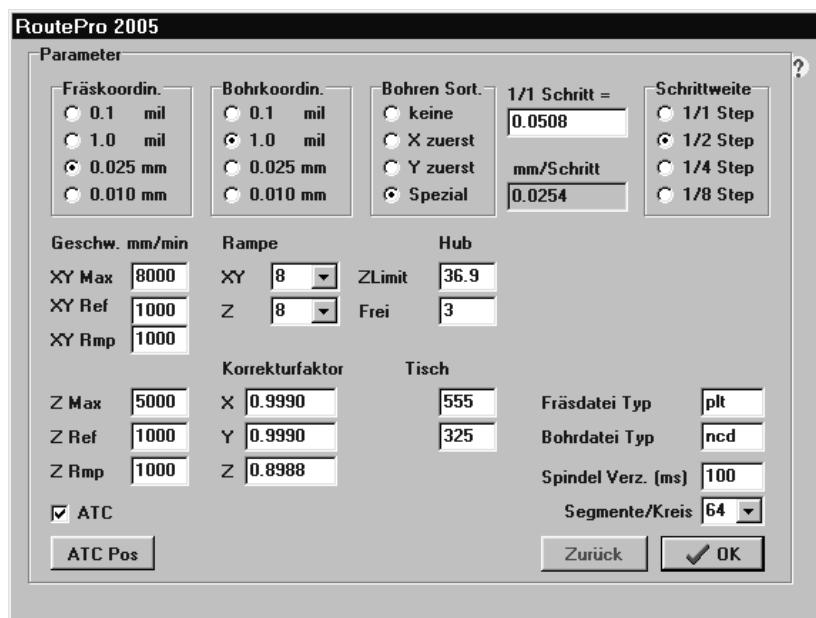 RoutePro 2005
Parameter
?
Fräskoordin.
0.1 mil
1.0 mil
0.025 mm
0.010 mm
Bohrkoordin.
0.1 mil
1.0 mil
0.025 mm
0.010 mm
Bohren Sort.
keine
X zuerst
Y zuerst
Spezial
1/1 Schritt =
0.0508
mm/Schritt
0.0254
Schrittweite
1/1 Step
1/2 Step
1/4 Step
1/8 Step
Geschw. mm/min
XY Max 8000
XY Ref 1000
XY Rmp 1000
Rampe
XY 8
Z 8
Hub
ZLimit 36.9
Frei 3
Z Max 5000
Z Ref 1000
Z Rmp 1000
Korrekturfaktor
X 0.9990
Y 0.9990
Z 0.8988
Tisch
555
325
Fräsdatei Typ plt
Bohrdatei Typ ncd
Spindel Verz. (ms) 100
Segmente/Kreis 64
ATC
ATC Pos
Zurück
OK